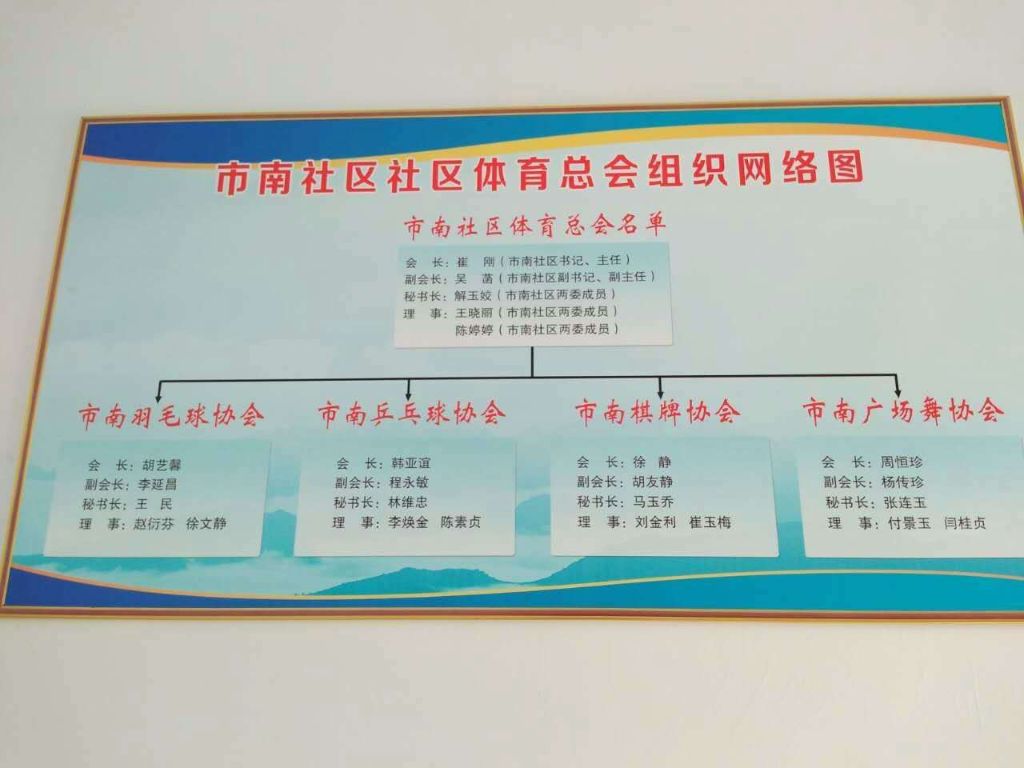 市南社区社区体育总会组织网络图
市南社区体育总会名单
会　长：崔　刚（市南社区书记、主任）
副会长：吴　菡（市南社区副书记、副主任）
秘书长：解玉姣（市南社区两委成员）
理　事：王晓丽（市南社区两委成员）
陈婷婷（市南社区两委成员）
市南羽毛球协会
会　长：胡艺馨
副会长：李延昌
秘书长：王　民
理　事：赵衍芬　徐文静
市南乒乓球协会
会　长：韩亚谊
副会长：程永敏
秘书长：林维忠
理　事：李焕金　陈素贞
市南棋牌协会
会　长：徐　静
副会长：胡友静
秘书长：马玉乔
理　事：刘金利　崔玉梅
市南广场舞协会
会　长：周恒珍
副会长：杨传珍
秘书长：张连玉
理　事：付景玉　闫桂贞